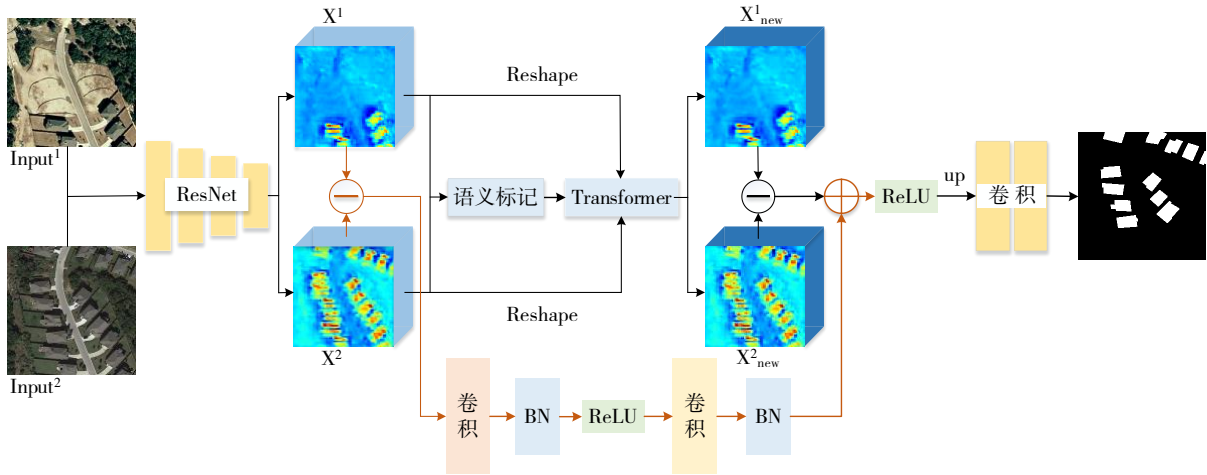 X¹
X¹new
Reshape
Input¹
ResNet
语义标记
Transformer
ReLU
up
卷积
Reshape
X²
X²new
Input²
卷积
BN
ReLU
卷积
BN